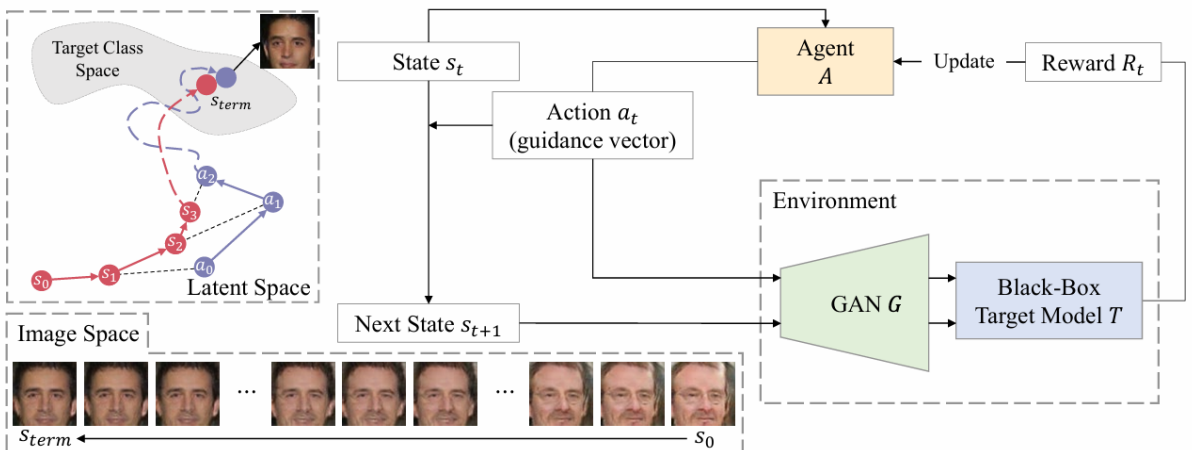 Target Class
Space
s_term
a_2
a_1
s_3
s_2
a_0
s_1
s_0
Latent Space
State s_t
Action a_t
(guidance vector)
Next State s_{t+1}
Agent
A
Update
Reward R_t
Environment
GAN G
Black-Box
Target Model T
Image Space
...
...
s_term
s_0